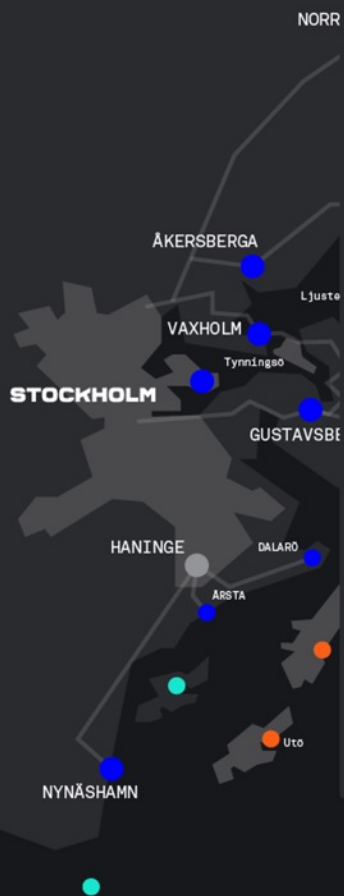 NORR
ÅKERSBERGA
Ljuste
VAXHOLM
Tynningsö
STOCKHOLM
GUSTAVSBE
HANINGE
DALARÖ
ÅRSTA
Utö
NYNÄSHAMN